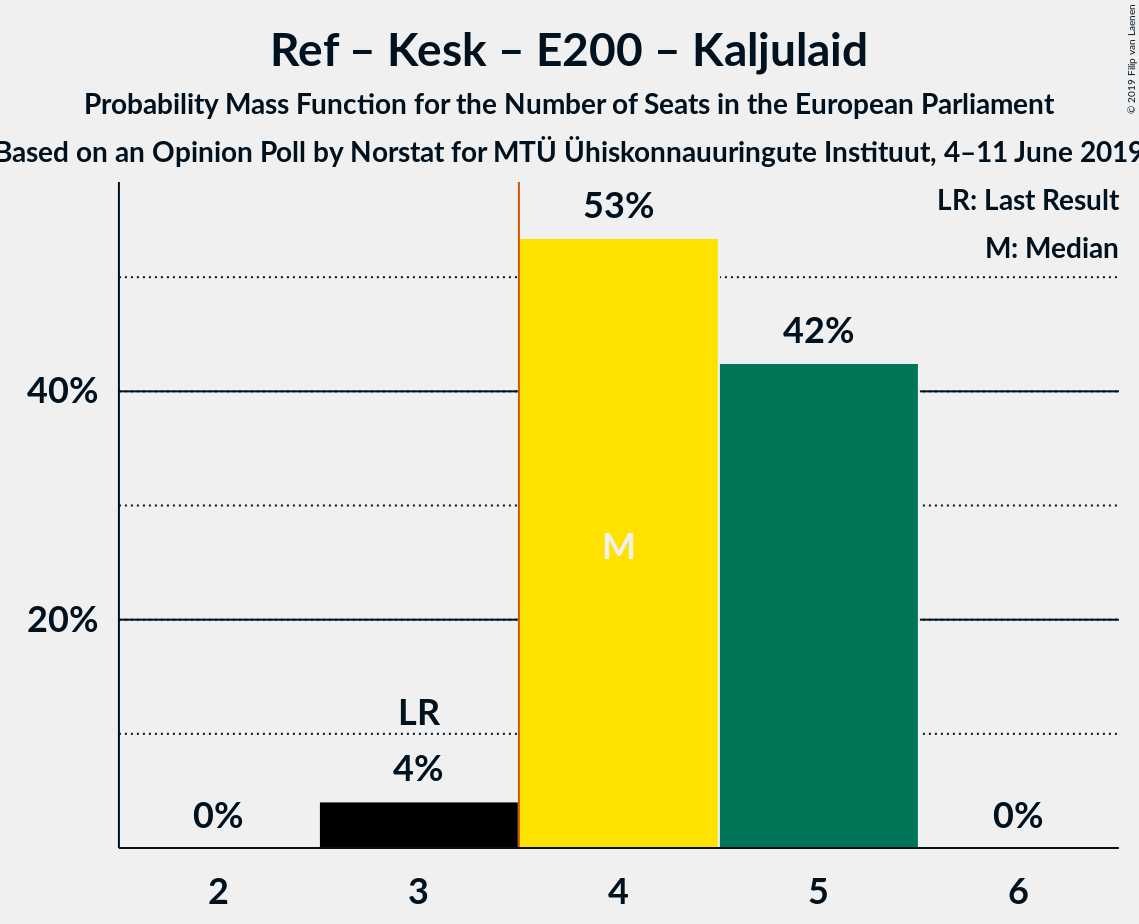 Ref – Kesk – E200 – Kaljulaid
Probability Mass Function for the Number of Seats in the European Parliament
Based on an Opinion Poll by Norstat for MTÜ Ühiskonnauuringute Instituut, 4–11 June 2019
© 2019 Filip van Laenen
LR: Last Result
M: Median
53%
42%
40%
M
20%
LR
4%
0%
0%
2 3 4 5 6